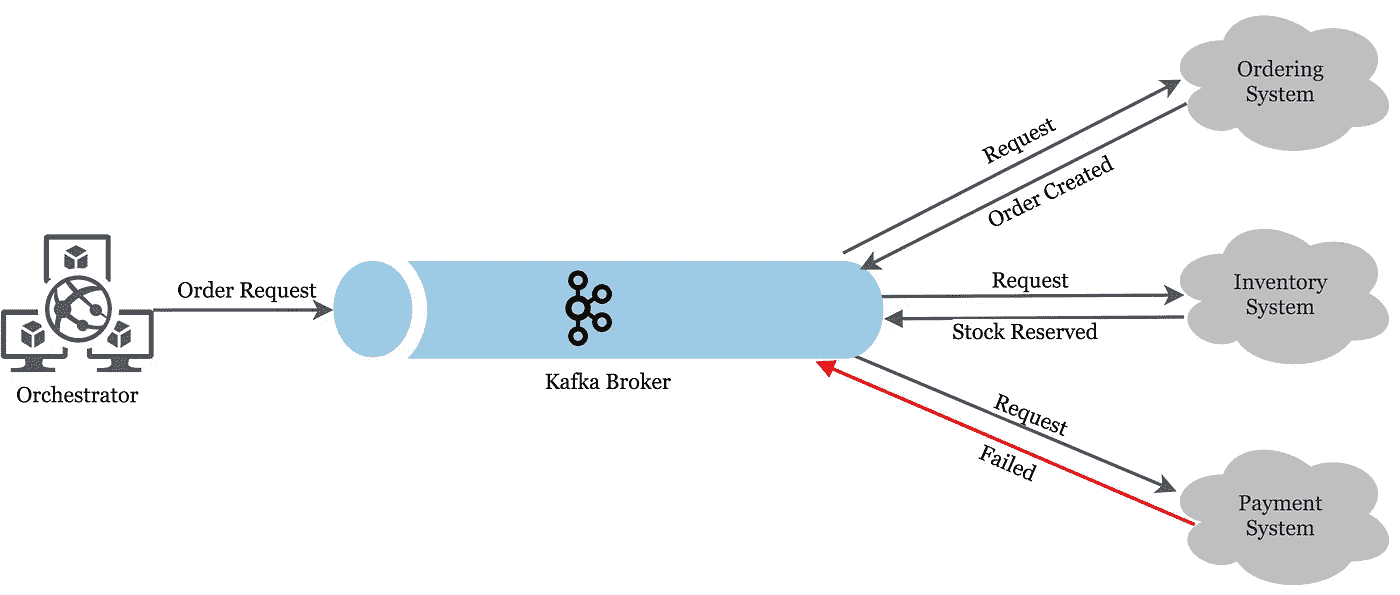 Ordering
System
Request
Order Created
Order Request
Request
Inventory
System
Stock Reserved
Kafka Broker
Orchestrator
Request
Failed
Payment
System